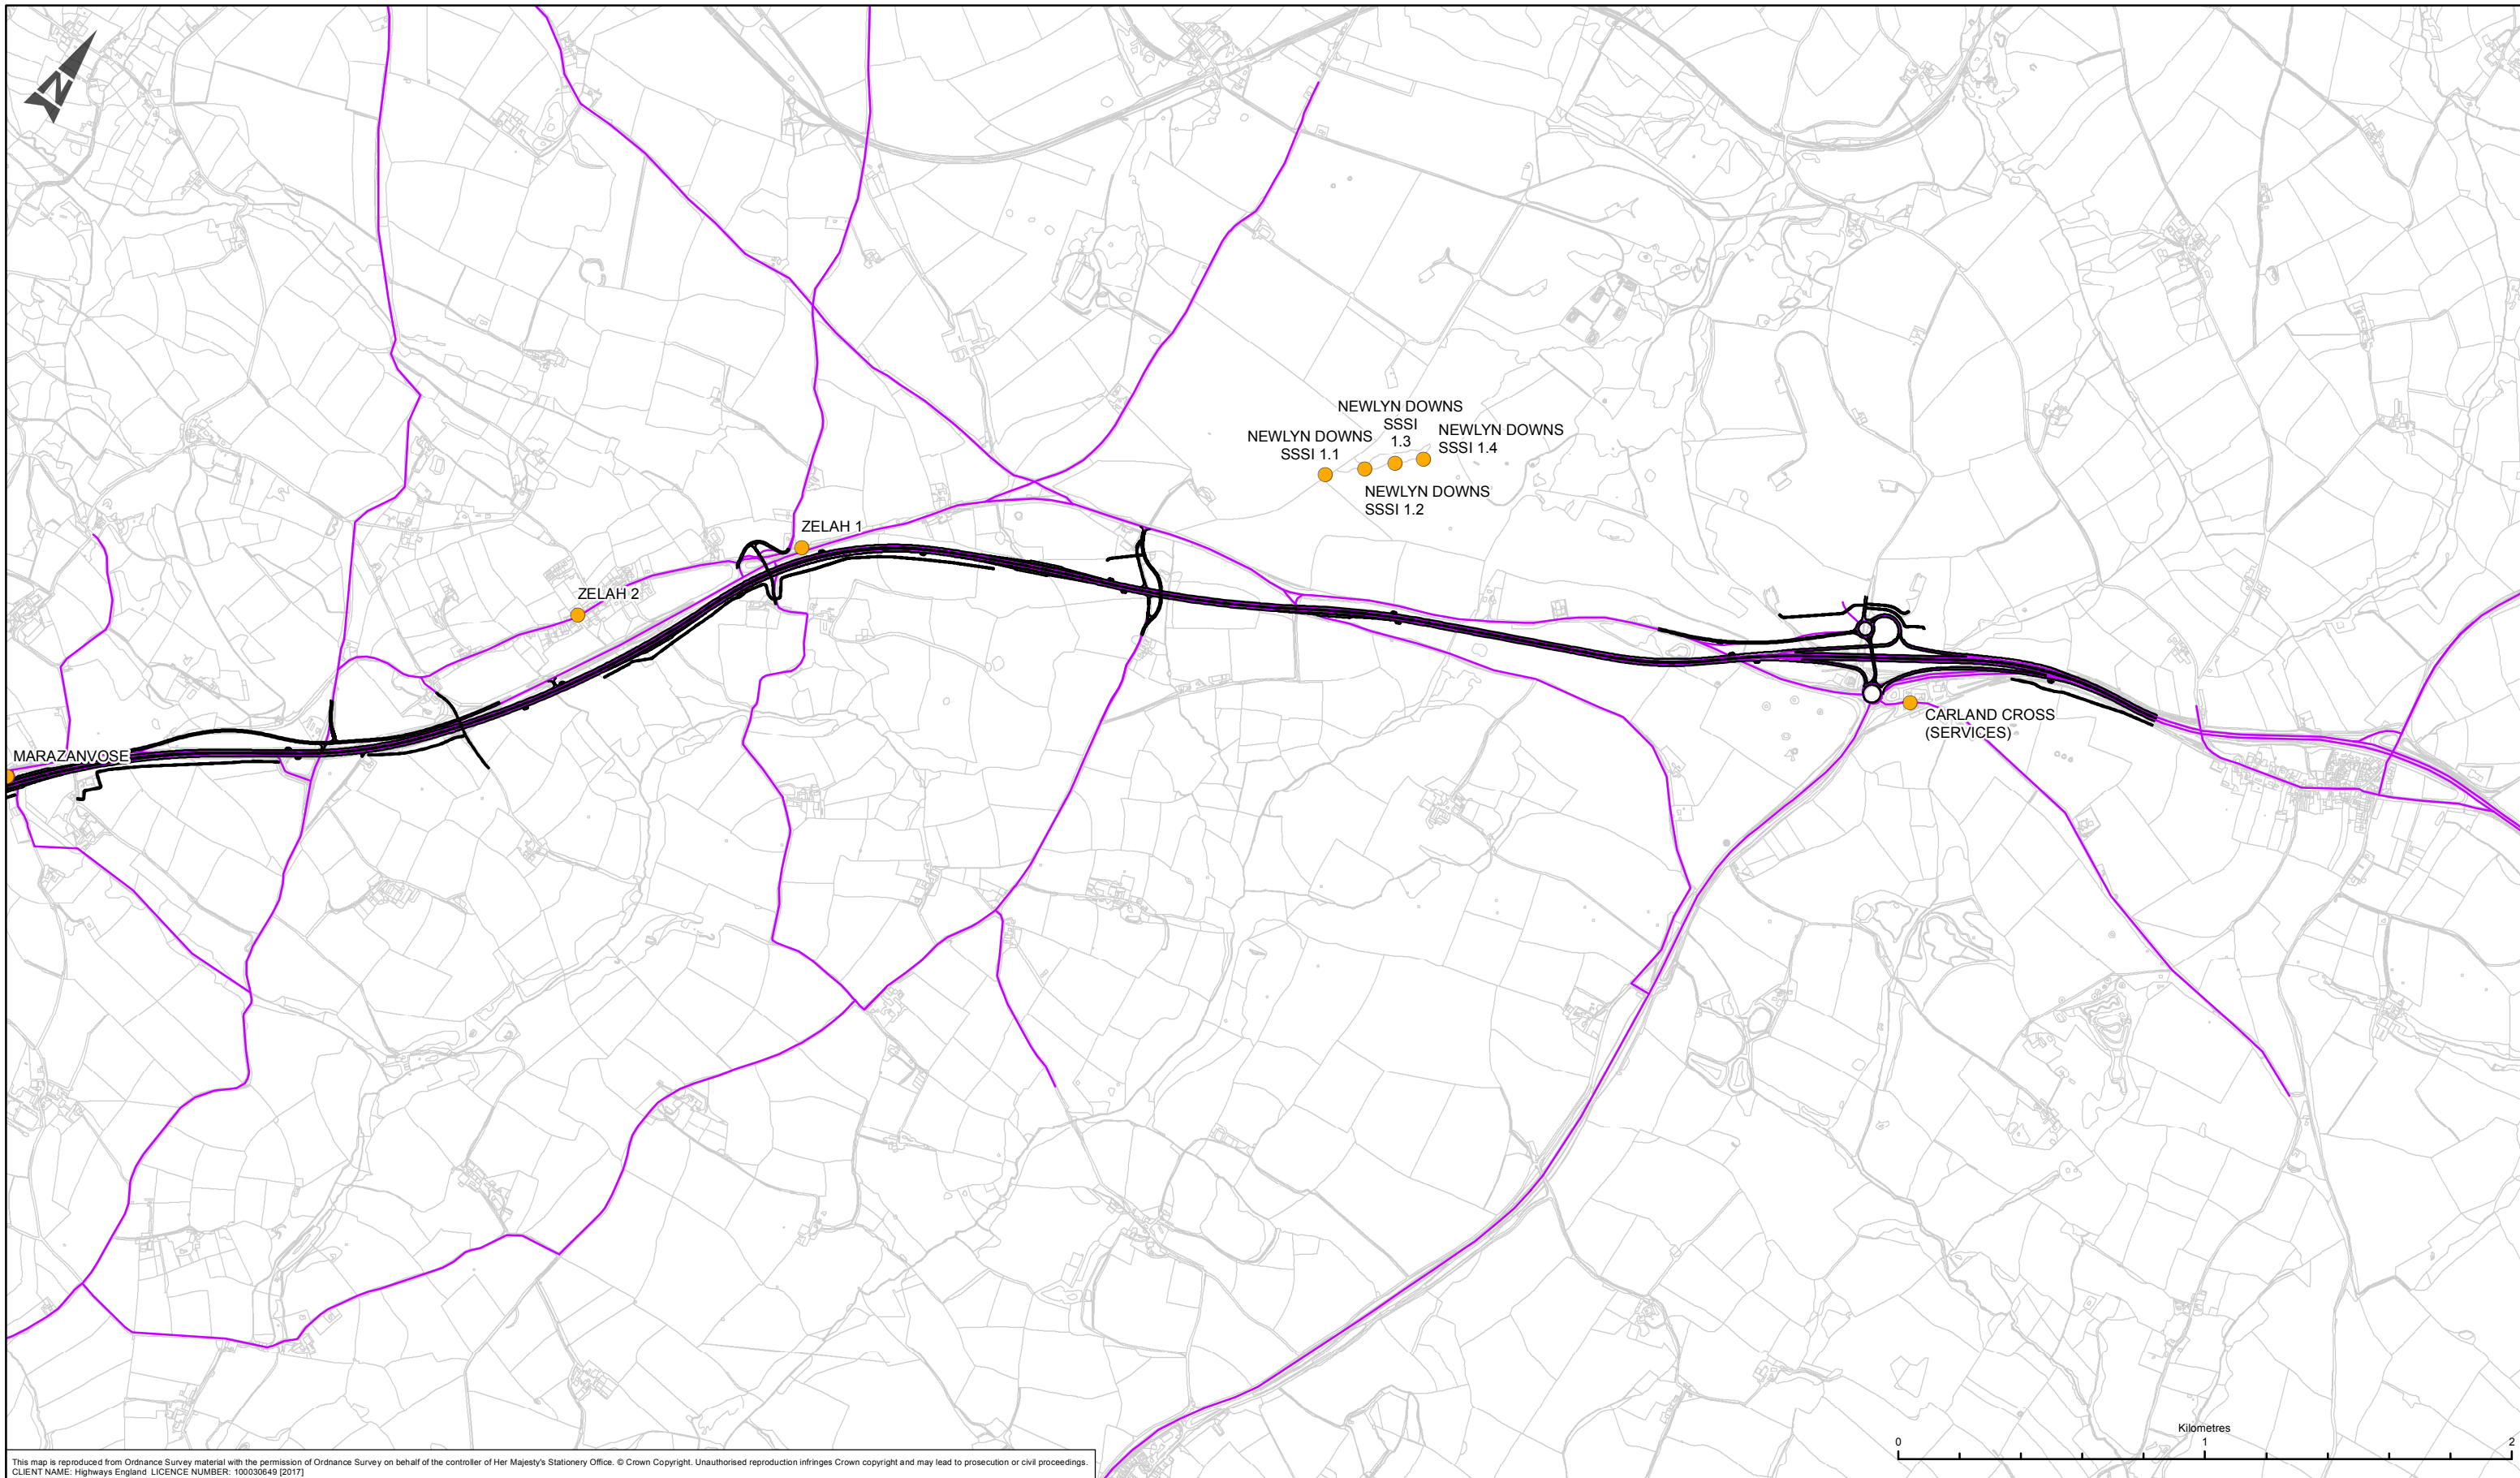 N
NEWLYN DOWNS
SSSI
1.3
NEWLYN DOWNS
SSSI 1.1
NEWLYN DOWNS
SSSI 1.4
NEWLYN DOWNS
SSSI 1.2
ZELAH 1
ZELAH 2
CARLAND CROSS
(SERVICES)
MARAZANVOSE
Kilometres
0 1 2
This map is reproduced from Ordnance Survey material with the permission of Ordnance Survey on behalf of the controller of Her Majesty's Stationery Office. © Crown Copyright. Unauthorised reproduction infringes Crown copyright and may lead to prosecution or civil proceedings.
CLIENT NAME: Highways England LICENCE NUMBER: 100030649 [2017]